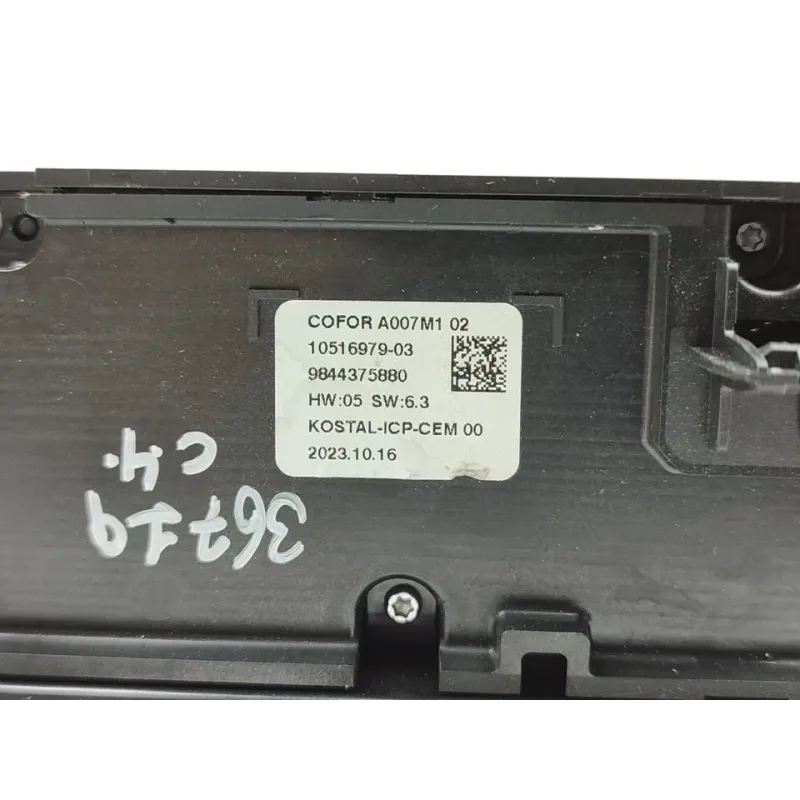 COFOR A007M1 02
10516979-03
9844375880
HW:05 SW:6.3
KOSTAL-ICP-CEM 00
2023.10.16
36719
C.4.